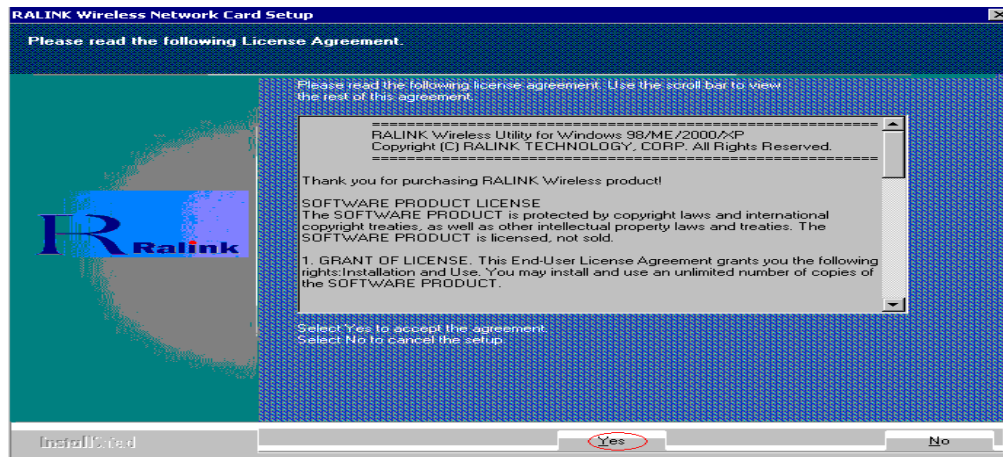 RALINK Wireless Network Card Setup
Please read the following License Agreement.
Please read the following license agreement. Use the scroll bar to view
the rest of this agreement.
================================================================
RALINK Wireless Utility for Windows 98/ME/2000/XP
Copyright (C) RALINK TECHNOLOGY, CORP. All Rights Reserved.
================================================================
Thank you for purchasing RALINK Wireless product!
SOFTWARE PRODUCT LICENSE
The SOFTWARE PRODUCT is protected by copyright laws and international
copyright treaties, as well as other intellectual property laws and treaties. The
SOFTWARE PRODUCT is licensed, not sold.
1. GRANT OF LICENSE. This End-User License Agreement grants you the following
rights:Installation and Use. You may install and use an unlimited number of copies of
the SOFTWARE PRODUCT.
Ralink
Select Yes to accept the agreement.
Select No to cancel the setup.
InstallShield
Yes
No